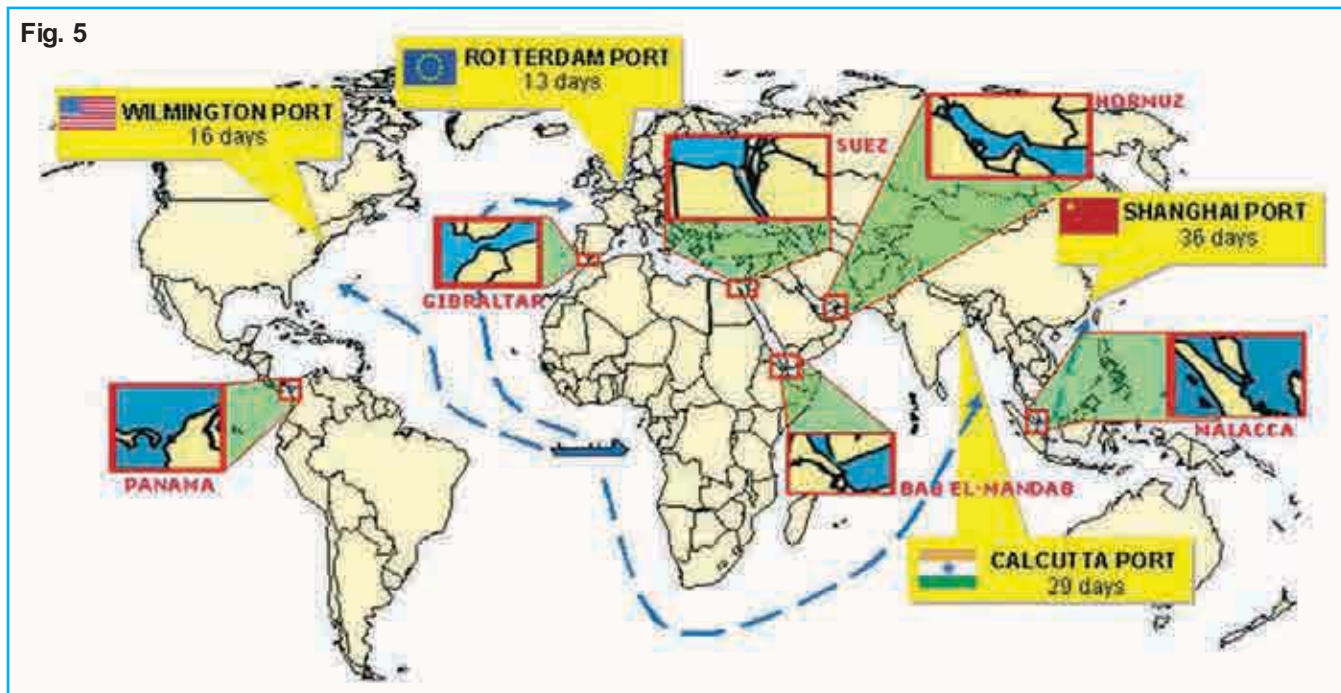 Fig. 5
ROTTERDAM PORT
13 days
WILMINGTON PORT
16 days
HORMUZ
SUEZ
SHANGHAI PORT
36 days
GIBRALTAR
PANAMA
MALACCA
BAB EL-MANDAB
CALCUTTA PORT
29 days